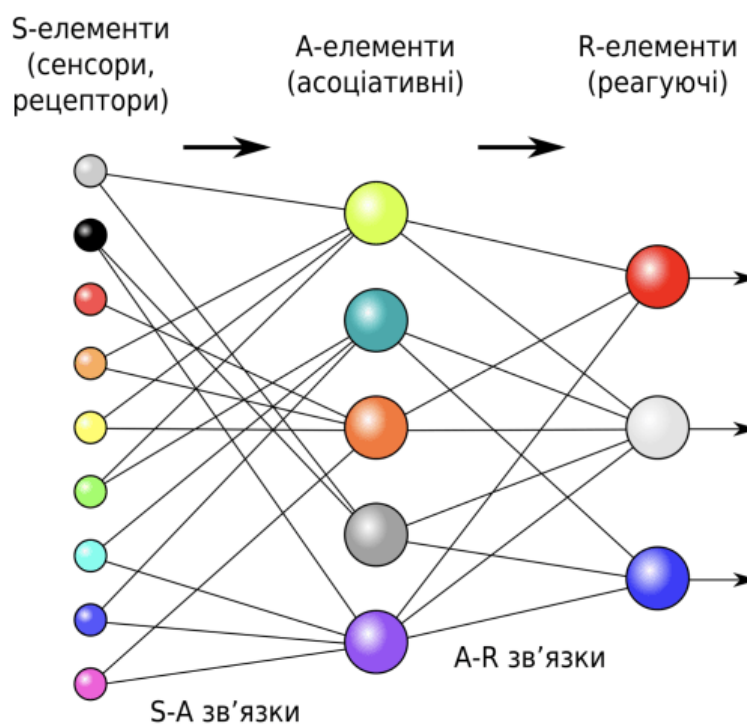 S-елементи
(сенсори,
рецептори)
A-елементи
(асоціативні)
R-елементи
(реагуючі)
A-R зв’язки
S-A зв’язки